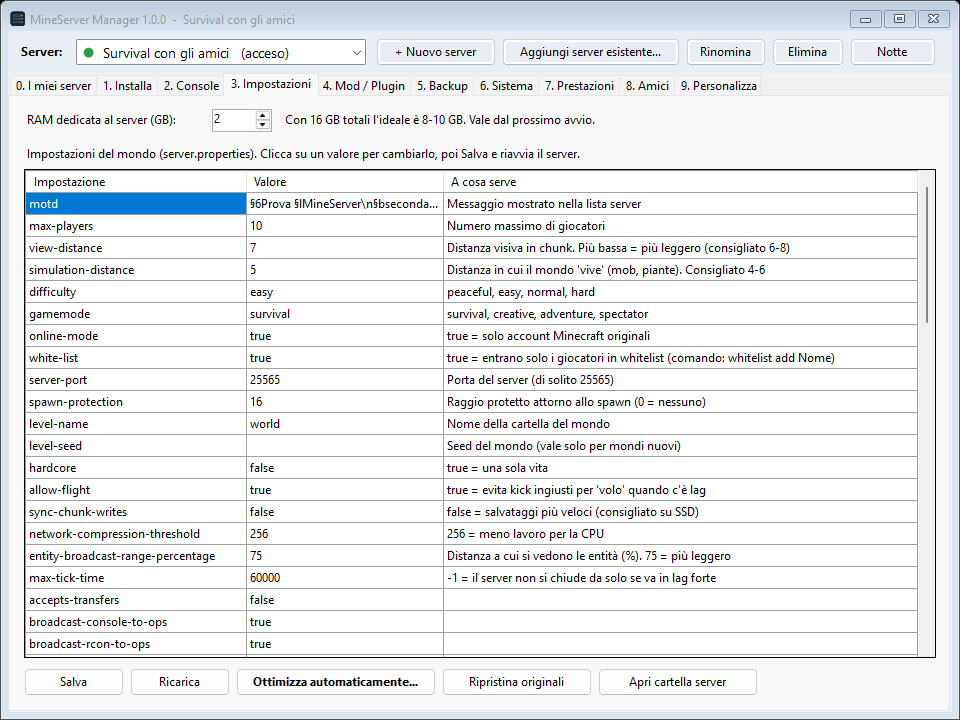 MineServer Manager 1.0.0 - Survival con gli amici
Server: Survival con gli amici (acceso) + Nuovo server Aggiungi server esistente... Rinomina Elimina Notte
0. I miei server 1. Installa 2. Console 3. Impostazioni 4. Mod / Plugin 5. Backup 6. Sistema 7. Prestazioni 8. Amici 9. Personalizza
RAM dedicata al server (GB): 2 Con 16 GB totali l'ideale è 8-10 GB. Vale dal prossimo avvio.
Impostazioni del mondo (server.properties). Clicca su un valore per cambiarlo, poi Salva e riavvia il server.
Impostazione Valore A cosa serve
motd §6Prova §lMineServer\n§bseconda... Messaggio mostrato nella lista server
max-players 10 Numero massimo di giocatori
view-distance 7 Distanza visiva in chunk. Più bassa = più leggero (consigliato 6-8)
simulation-distance 5 Distanza in cui il mondo 'vive' (mob, piante). Consigliato 4-6
difficulty easy peaceful, easy, normal, hard
gamemode survival survival, creative, adventure, spectator
online-mode true true = solo account Minecraft originali
white-list true true = entrano solo i giocatori in whitelist (comando: whitelist add Nome)
server-port 25565 Porta del server (di solito 25565)
spawn-protection 16 Raggio protetto attorno allo spawn (0 = nessuno)
level-name world Nome della cartella del mondo
level-seed Seed del mondo (vale solo per mondi nuovi)
hardcore false true = una sola vita
allow-flight true true = evita kick ingiusti per 'volo' quando c'è lag
sync-chunk-writes false false = salvataggi più veloci (consigliato su SSD)
network-compression-threshold 256 256 = meno lavoro per la CPU
entity-broadcast-range-percentage 75 Distanza a cui si vedono le entità (%). 75 = più leggero
max-tick-time 60000 -1 = il server non si chiude da solo se va in lag forte
accepts-transfers false
broadcast-console-to-ops true
broadcast-rcon-to-ops true
Salva Ricarica Ottimizza automaticamente... Ripristina originali Apri cartella server